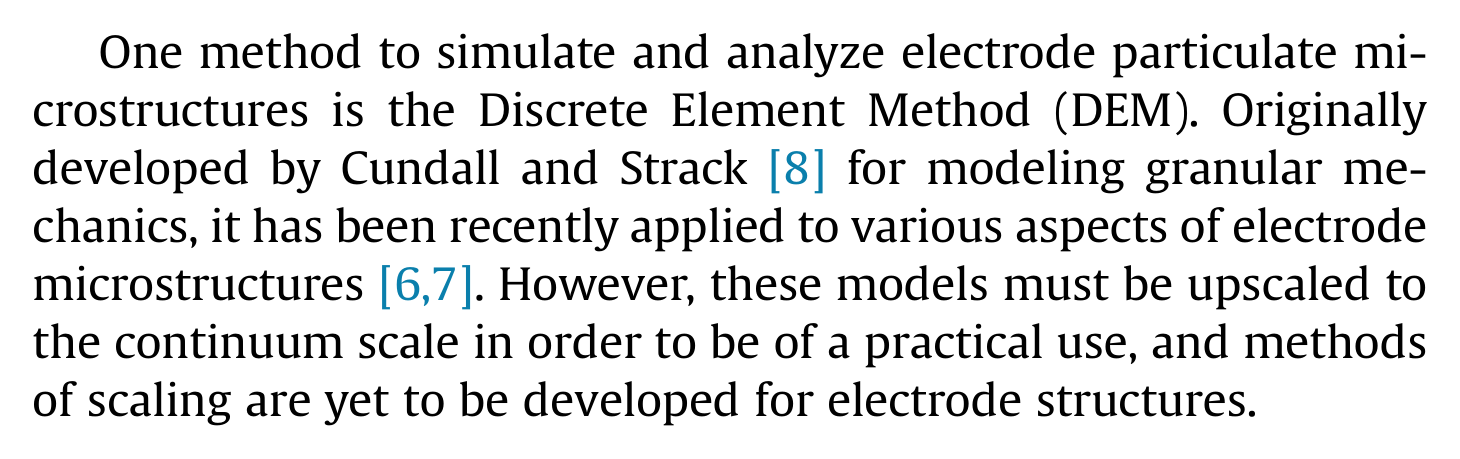 One method to simulate and analyze electrode particulate mi-
crostructures is the Discrete Element Method (DEM). Originally
developed by Cundall and Strack [8] for modeling granular me-
chanics, it has been recently applied to various aspects of electrode
microstructures [6,7]. However, these models must be upscaled to
the continuum scale in order to be of a practical use, and methods
of scaling are yet to be developed for electrode structures.